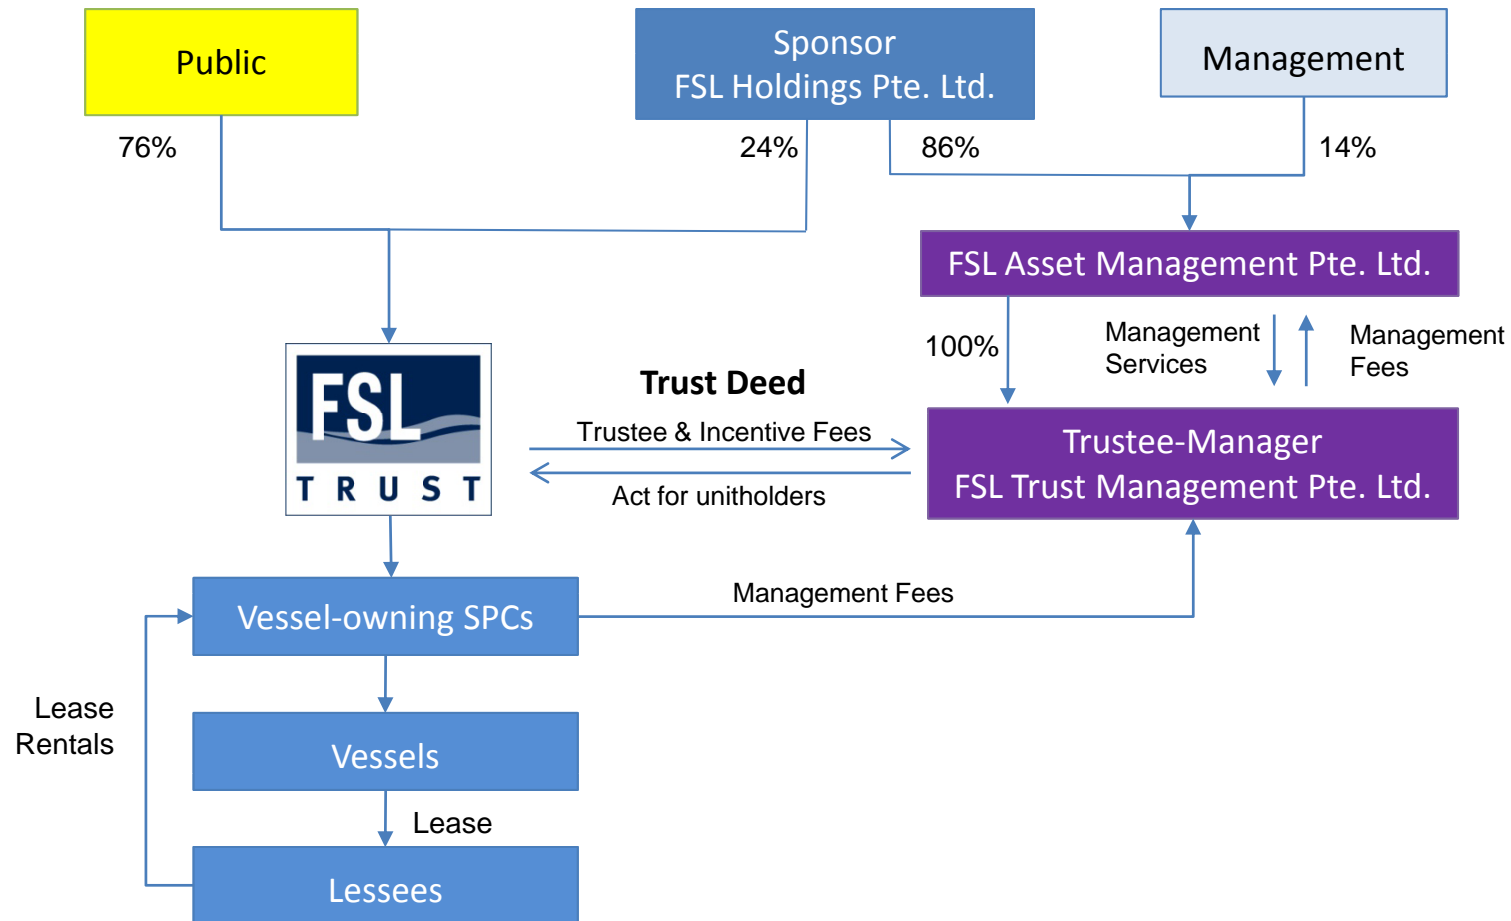 Public
Sponsor
FSL Holdings Pte. Ltd.
Management
76%
24%
86%
14%
FSL Asset Management Pte. Ltd.
100%
Management
Services
Management
Fees
FSL
TRUST
Trust Deed
Trustee & Incentive Fees
Act for unitholders
Trustee-Manager
FSL Trust Management Pte. Ltd.
Vessel-owning SPCs
Management Fees
Lease
Rentals
Vessels
Lease
Lessees